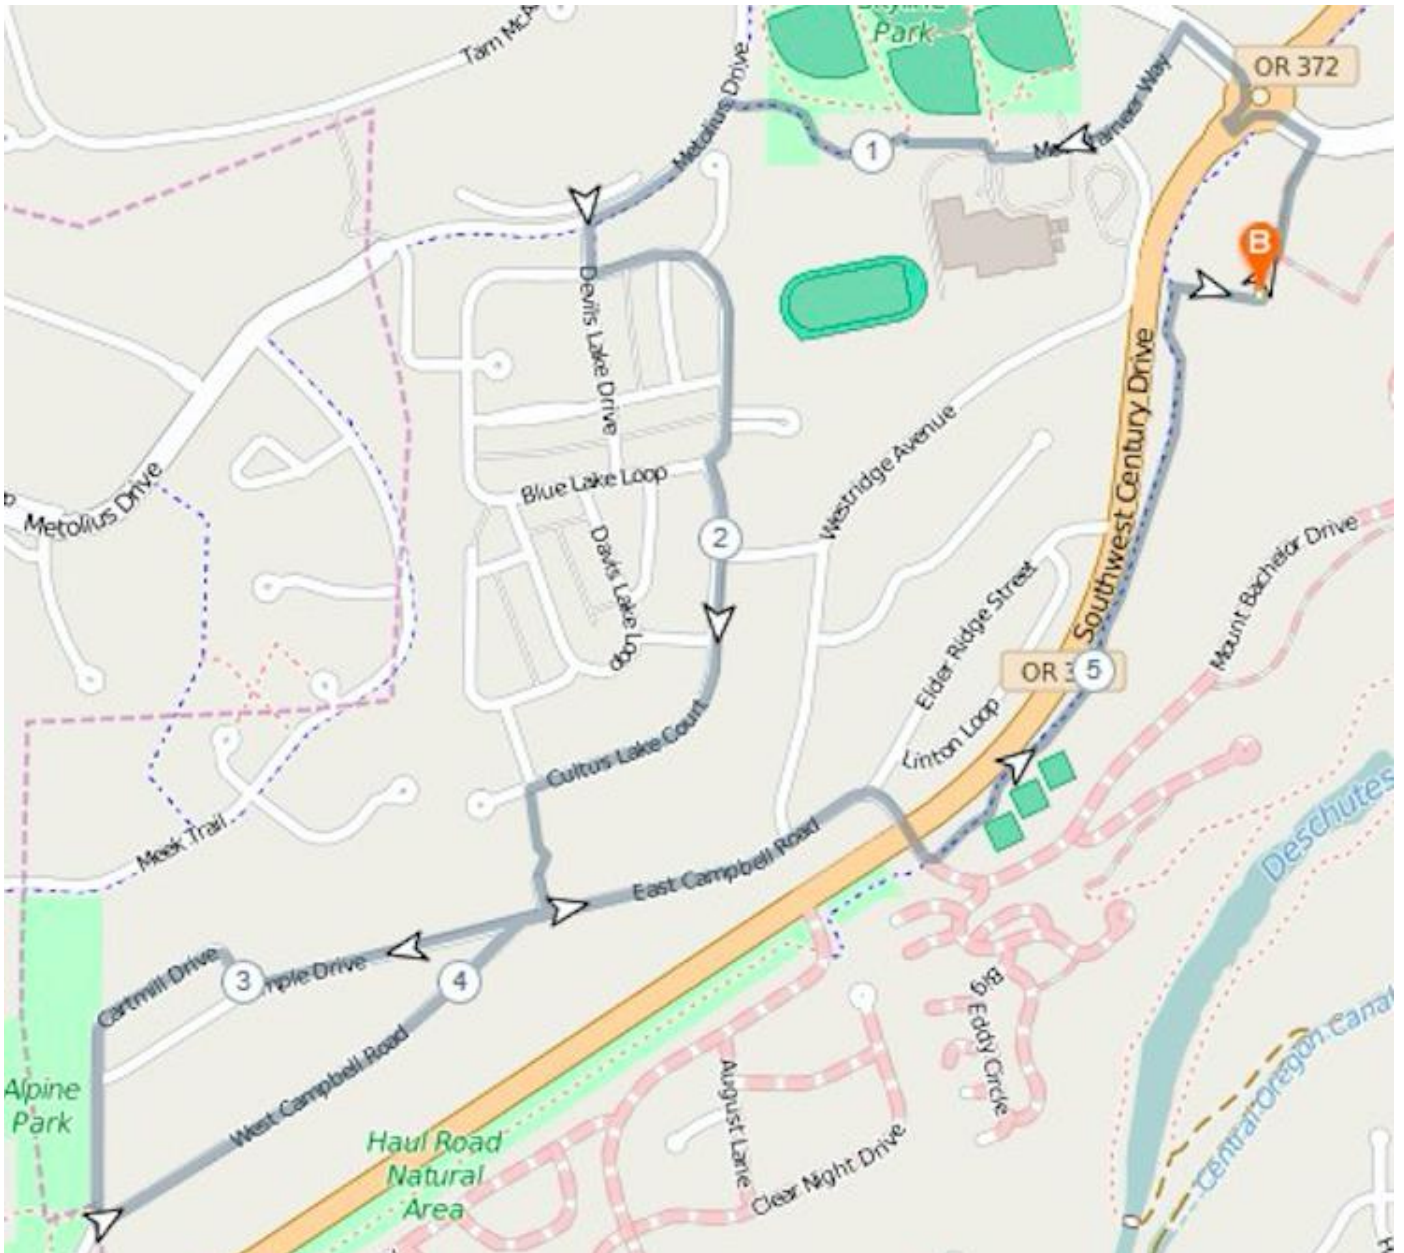 Tam McA
Park
OR 372
Metolius Drive
1
B
Devils Lake Drive
Southwest Century Drive
Westridge Avenue
Blue Lake Loop
Metolius Drive
2
Davis Lake Loop
Mount Bachelor Drive
Elder Ridge Street
OR 3
5
Linton Loop
Cultus Lake Court
Deschutes
Meek Trail
East Campbell Road
3
mple Drive
4
Cartmill Drive
Big
Eddy Circle
Central Oregon Canal
West Campbell Road
Alpine
Park
August Lane
Haul Road
Natural
Area
Clear Night Drive